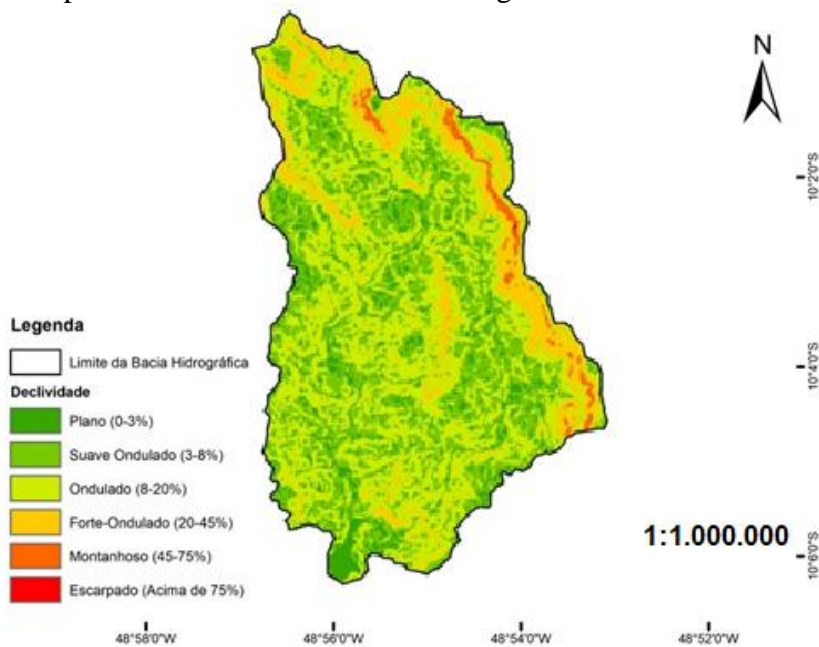 N
10°2'0"S
10°4'0"S
10°6'0"S
Legenda
Limite da Bacia Hidrográfica
Declividade
Plano (0-3%)
Suave Ondulado (3-8%)
Ondulado (8-20%)
Forte-Ondulado (20-45%)
Montanhoso (45-75%)
Escarpado (Acima de 75%)
1:1.000.000
48°58'0"W
48°56'0"W
48°54'0"W
48°52'0"W